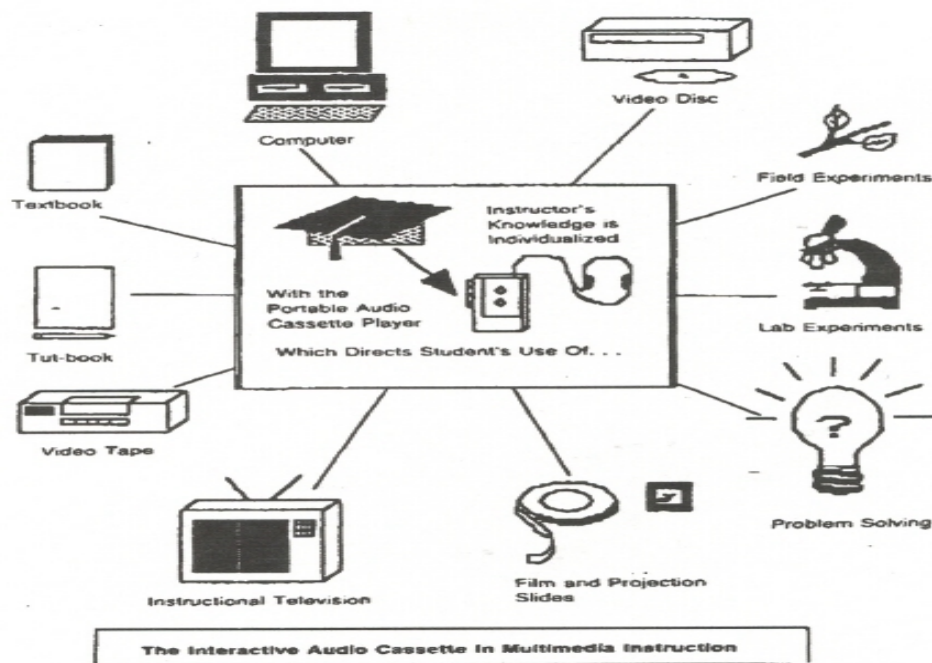 Computer
Video Disc
Textbook
Field Experiments
Instructor's
Knowledge is
Individualized
With the
Portable Audio
Cassette Player
Which Directs Student's Use Of...
Tut-book
Lab Experiments
Video Tape
?
Problem Solving
Instructional Television
Film and Projection
Slides
The Interactive Audio Cassette in Multimedia Instruction